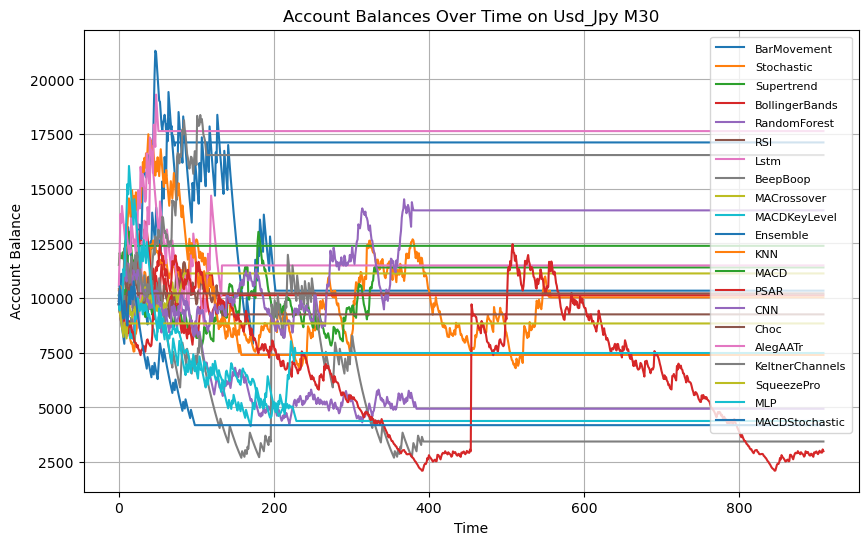 Account Balances Over Time on Usd_Jpy M30
Account Balance
20000
17500
15000
12500
10000
7500
5000
2500
0
200
400
600
800
Time
BarMovement
Stochastic
Supertrend
BollingerBands
RandomForest
RSI
Lstm
BeepBoop
MACrossover
MACDKeyLevel
Ensemble
KNN
MACD
PSAR
CNN
Choc
AlegAATr
KeltnerChannels
SqueezePro
MLP
MACDStochastic